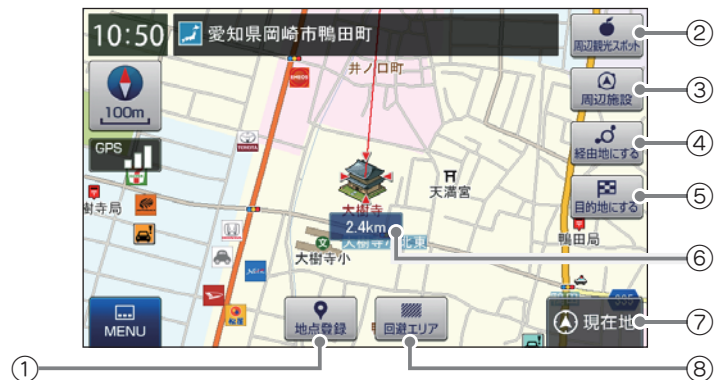 10:50
愛知県岡崎市鴨田町
周辺観光スポット
②
100m
井ノ口町
周辺施設
③
TOYOTA
GPS
経由地にする
④
天満宮
樹寺局
大樹寺
目的地にする
⑤
2.4km
北東
鴨田局
⑥
文
大樹寺小
MENU
地点登録
回避エリア
現在地
⑦
①
⑧